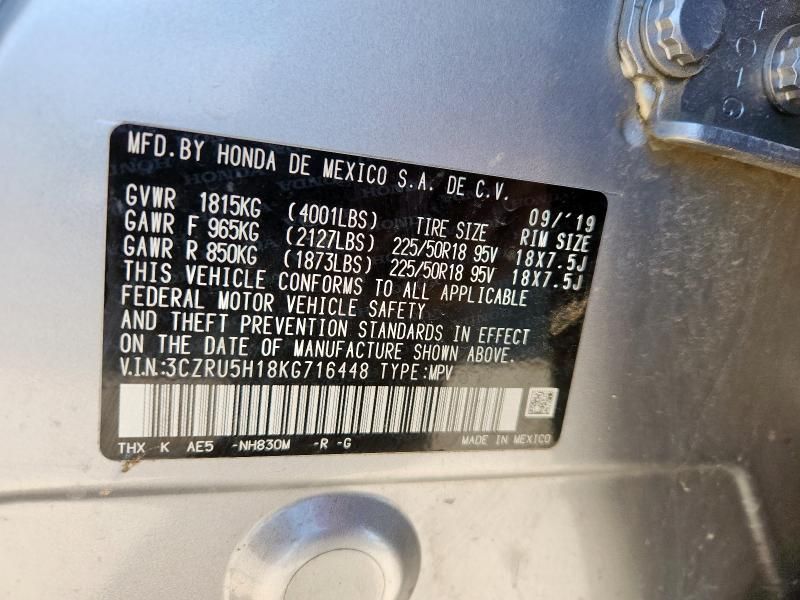 MFD.BY HONDA DE MEXICO S.A. DE C.V.
09/'19
GVWR 1815KG (4001LBS) TIRE SIZE RIM SIZE
GAWR F 965KG (2127LBS) 225/50R18 95V 18X7.5J
GAWR R 850KG (1873LBS) 225/50R18 95V 18X7.5J
THIS VEHICLE CONFORMS TO ALL APPLICABLE
FEDERAL MOTOR VEHICLE SAFETY
AND THEFT PREVENTION STANDARDS IN EFFECT
ON THE DATE OF MANUFACTURE SHOWN ABOVE.
V.I.N:3CZRU5H18KG716448 TYPE:MPV
THX K AE5 -NH830M -R -G MADE IN MEXICO